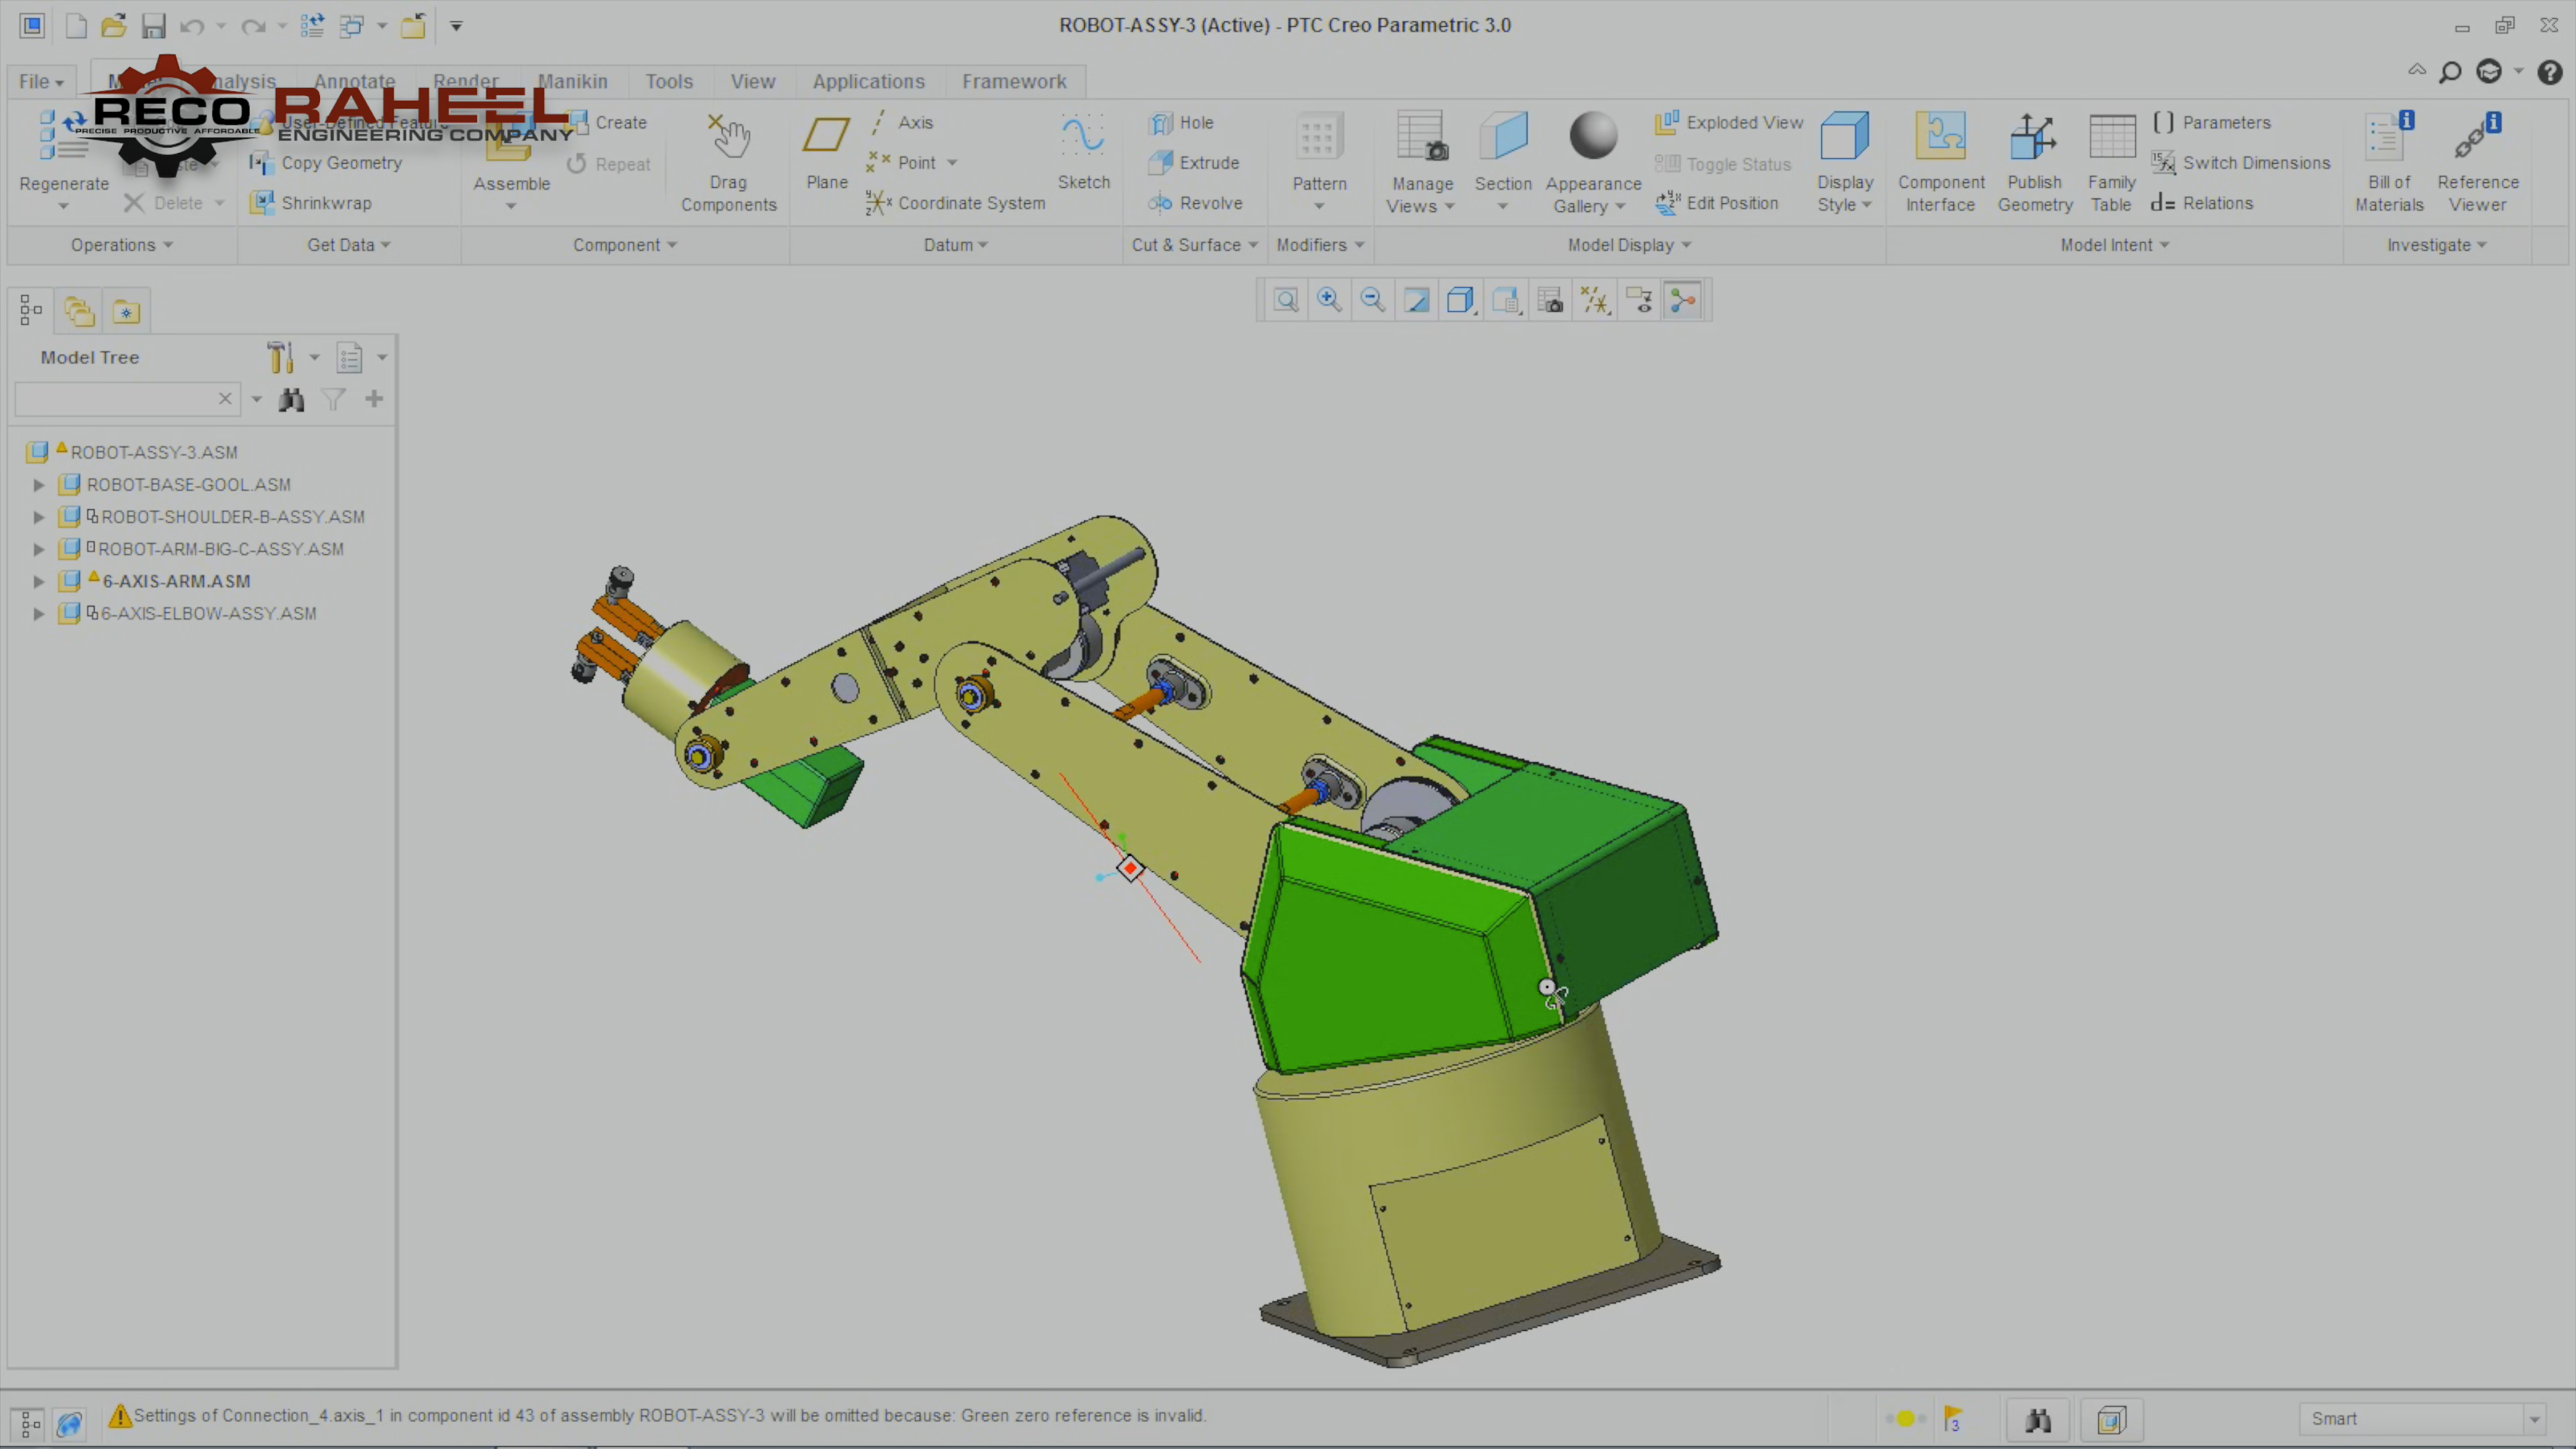 ROBOT-ASSY-3 (Active) - PTC Creo Parametric 3.0
File
Annotate
Render
Manikin
Tools
View
Applications
Framework
RECO
PRECISE PRODUCTIVE AFFORDABLE
RAHEEL
ENGINEERING COMPANY
Regenerate
Delete
Operations
User-Defined Feature
Copy Geometry
Shrinkwrap
Get Data
Assemble
Create
Repeat
Drag
Components
Component
Plane
Axis
Point
Coordinate System
Sketch
Datum
Hole
Extrude
Revolve
Cut & Surface
Pattern
Modifiers
Manage
Views
Section
Appearance
Gallery
Exploded View
Toggle Status
Edit Position
Display
Style
Model Display
Component
Interface
Publish
Geometry
Family
Table
Parameters
Switch Dimensions
d= Relations
Model Intent
Bill of
Materials
Reference
Viewer
Investigate
Model Tree
ROBOT-ASSY-3.ASM
ROBOT-BASE-GOOL.ASM
ROBOT-SHOULDER-B-ASSY.ASM
ROBOT-ARM-BIG-C-ASSY.ASM
6-AXIS-ARM.ASM
6-AXIS-ELBOW-ASSY.ASM
Settings of Connection_4.axis_1 in component id 43 of assembly ROBOT-ASSY-3 will be omitted because: Green zero reference is invalid.
3
Smart